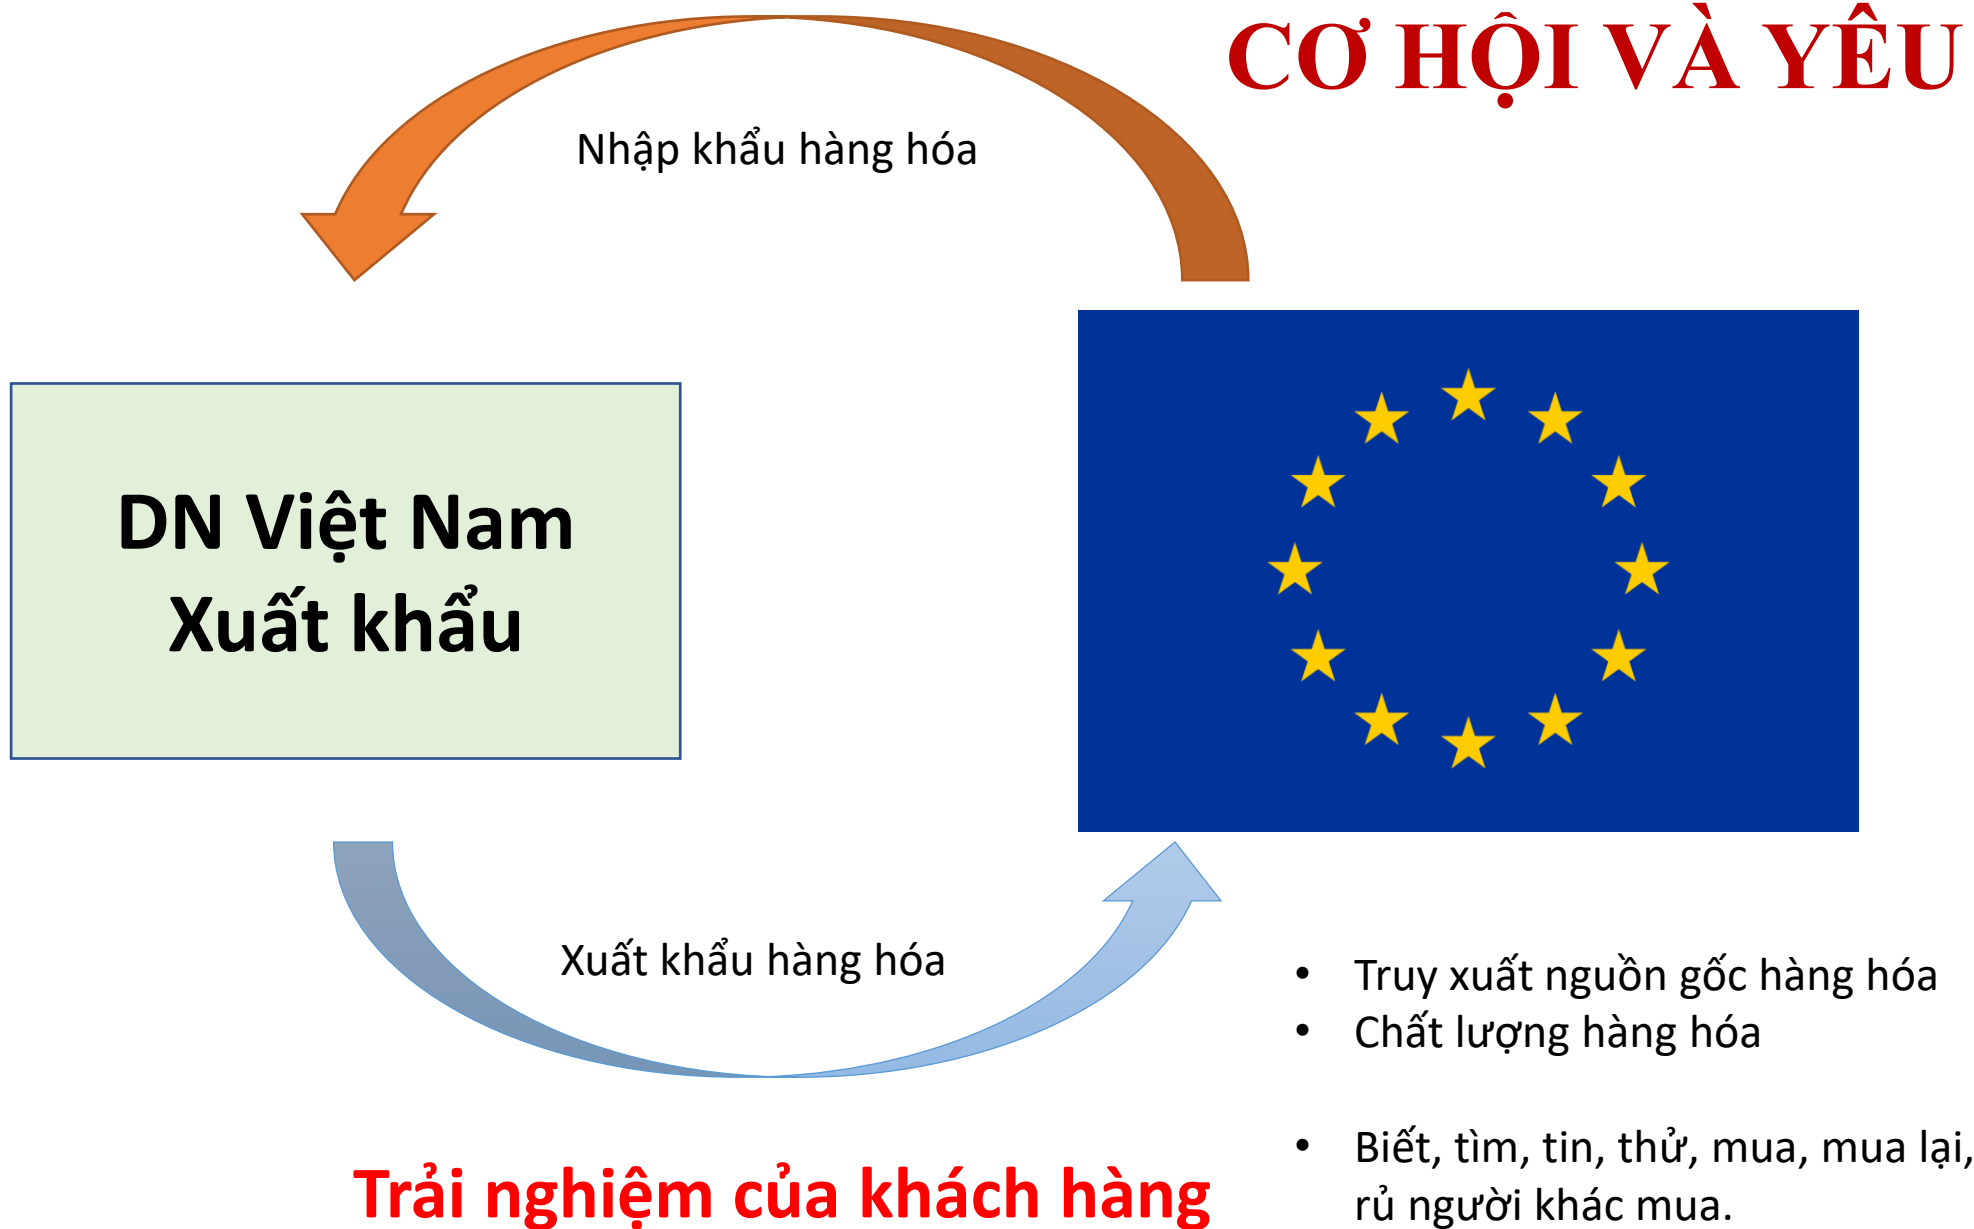 CƠ HỘI VÀ YÊU
Nhập khẩu hàng hóa
DN Việt Nam
Xuất khẩu
Xuất khẩu hàng hóa
• Truy xuất nguồn gốc hàng hóa
• Chất lượng hàng hóa
• Biết, tìm, tin, thử, mua, mua lại,
rủ người khác mua.
Trải nghiệm của khách hàng